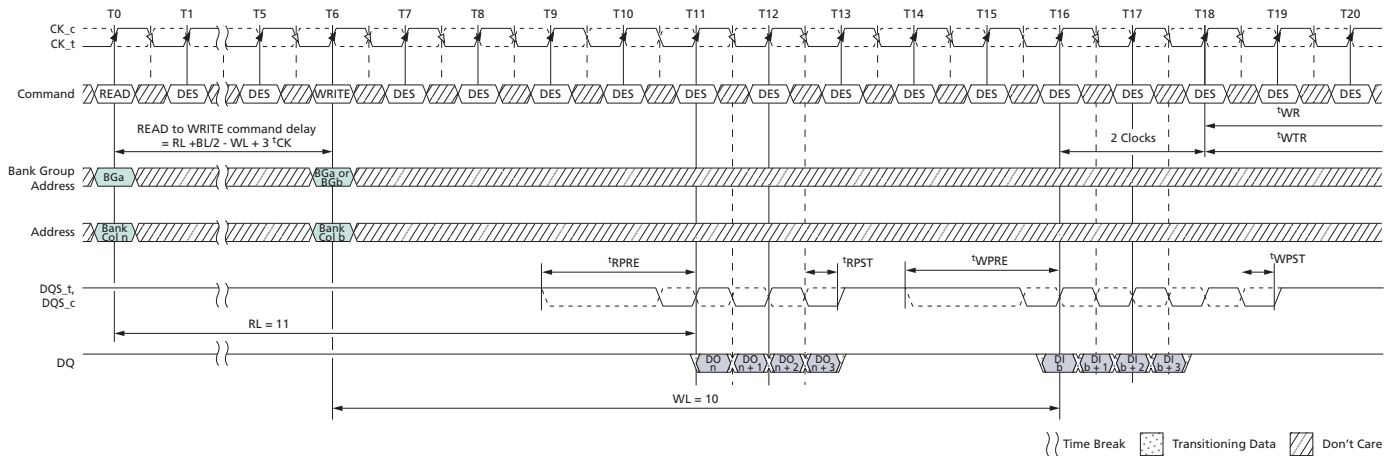 T0 T1 T5 T6 T7 T8 T9 T10 T11 T12 T13 T14 T15 T16 T17 T18 T19 T20
CK_c
CK_t
Command READ DES DES WRITE DES DES DES DES DES DES DES DES DES DES DES DES DES DES
tWR
READ to WRITE command delay
= RL +BL/2 - WL + 3 tCK
2 Clocks
tWTR
Bank Group
Address
BGa
BGa or
BGb
Address
Bank
Col n
Bank
Col b
tRPRE tRPST tWPRE tWPST
DQS_t,
DQS_c
RL = 11
DQ
DO
n
DO
n + 1
DO
n + 2
DO
n + 3
DI
b
DI
b + 1
DI
b + 2
DI
b + 3
WL = 10
Time Break Transitioning Data Don't Care